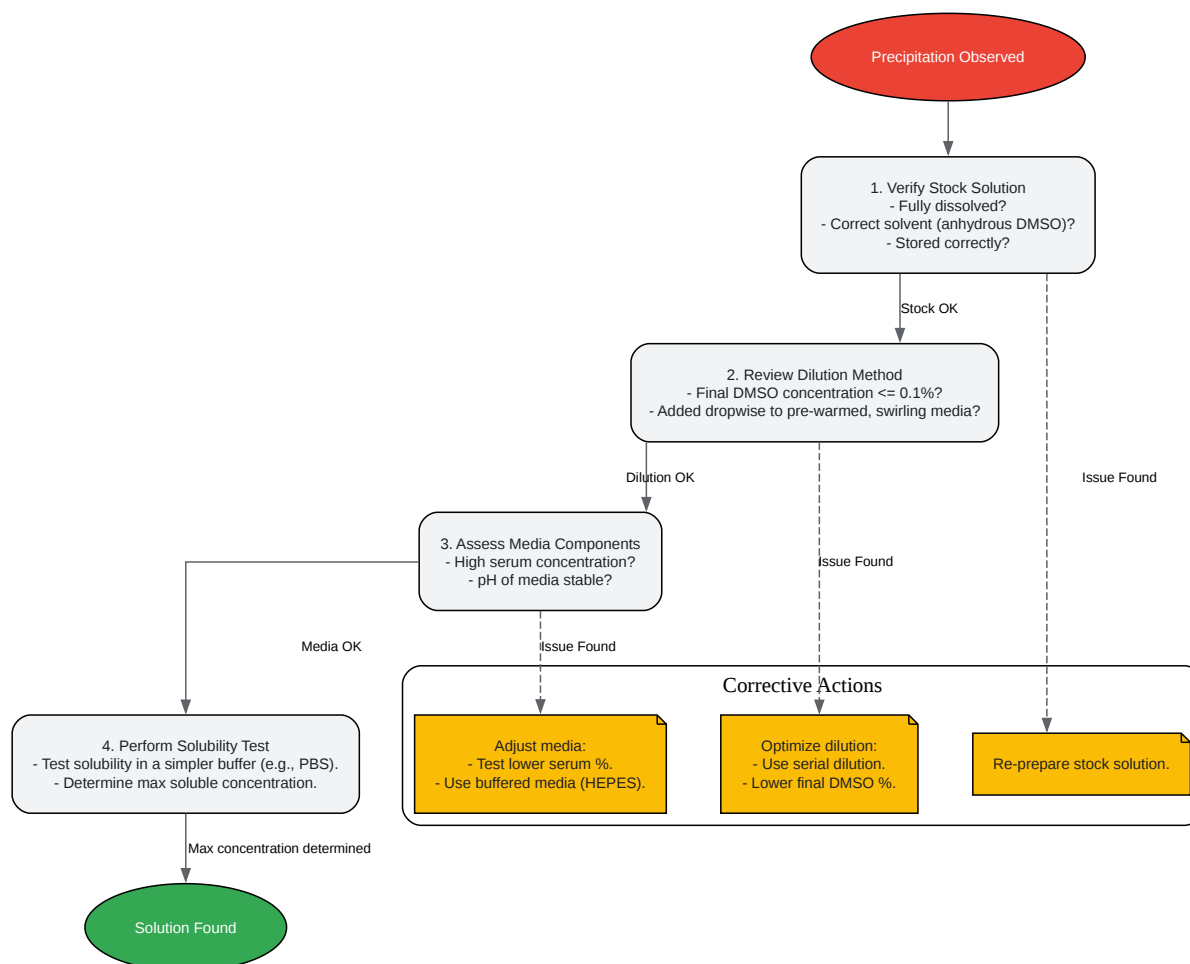 Precipitation Observed
1. Verify Stock Solution
- Fully dissolved?
- Correct solvent (anhydrous DMSO)?
- Stored correctly?
Stock OK
2. Review Dilution Method
- Final DMSO concentration <= 0.1%?
- Added dropwise to pre-warmed, swirling media?
Dilution OK
Issue Found
3. Assess Media Components
- High serum concentration?
- pH of media stable?
Issue Found
Media OK
Issue Found
Corrective Actions
4. Perform Solubility Test
- Test solubility in a simpler buffer (e.g., PBS).
- Determine max soluble concentration.
Adjust media:
- Test lower serum %.
- Use buffered media (HEPES).
Optimize dilution:
- Use serial dilution.
- Lower final DMSO %.
Re-prepare stock solution.
Max concentration determined
Solution Found